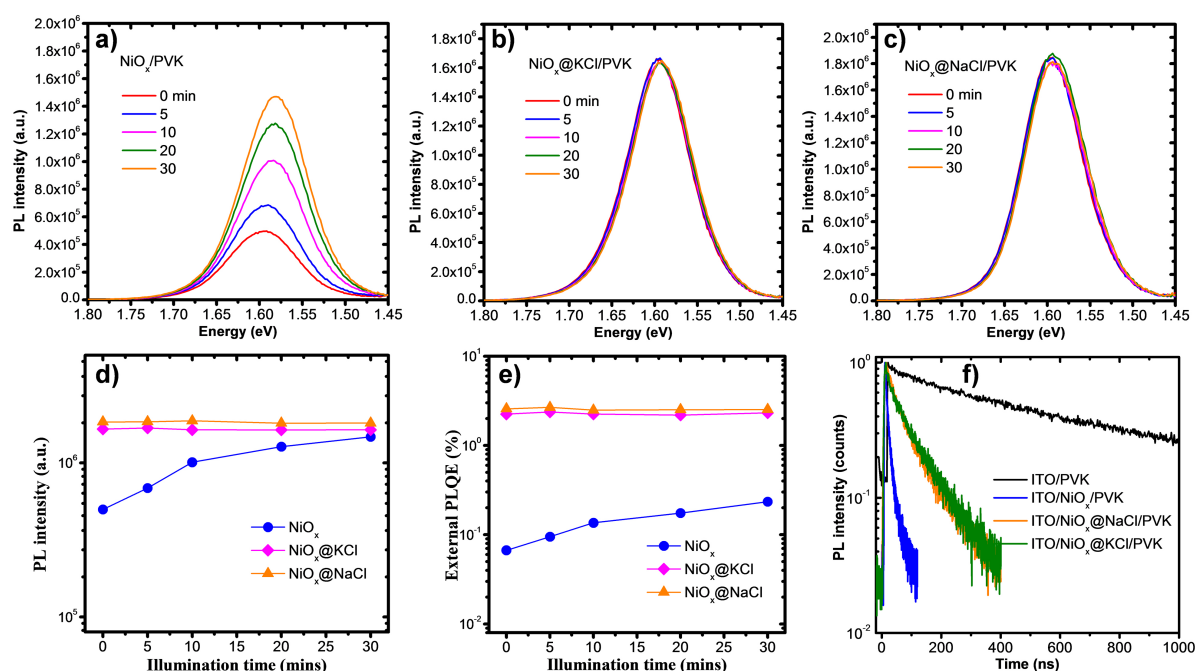 a)
NiOx/PVK
0 min
5
10
20
30
PL intensity (a.u.)
2.0x10^6
1.8x10^6
1.6x10^6
1.4x10^6
1.2x10^6
1.0x10^6
8.0x10^5
6.0x10^5
4.0x10^5
2.0x10^5
0.0
1.80 1.75 1.70 1.65 1.60 1.55 1.50 1.45
Energy (eV)
b)
NiOx@KCl/PVK
0 min
5
10
20
30
PL intensity (a.u.)
2.0x10^6
1.8x10^6
1.6x10^6
1.4x10^6
1.2x10^6
1.0x10^6
8.0x10^5
6.0x10^5
4.0x10^5
2.0x10^5
0.0
1.80 1.75 1.70 1.65 1.60 1.55 1.50 1.45
Energy (eV)
c)
NiOx@NaCl/PVK
0 min
5
10
20
30
PL intensity (a.u.)
2.0x10^6
1.8x10^6
1.6x10^6
1.4x10^6
1.2x10^6
1.0x10^6
8.0x10^5
6.0x10^5
4.0x10^5
2.0x10^5
0.0
1.80 1.75 1.70 1.65 1.60 1.55 1.50 1.45
Energy (eV)
d)
PL intensity (a.u.)
10^6
10^5
NiOx
NiOx@KCl
NiOx@NaCl
0 5 10 15 20 25 30
Illumination time (mins)
e)
External PLQE (%)
10^1
10^0
10^-1
10^-2
NiOx
NiOx@KCl
NiOx@NaCl
0 5 10 15 20 25 30
Illumination time (mins)
f)
PL intensity (counts)
10^0
10^-1
10^-2
ITO/PVK
ITO/NiOx/PVK
ITO/NiOx@NaCl/PVK
ITO/NiOx@KCl/PVK
0 200 400 600 800 1000
Time (ns)